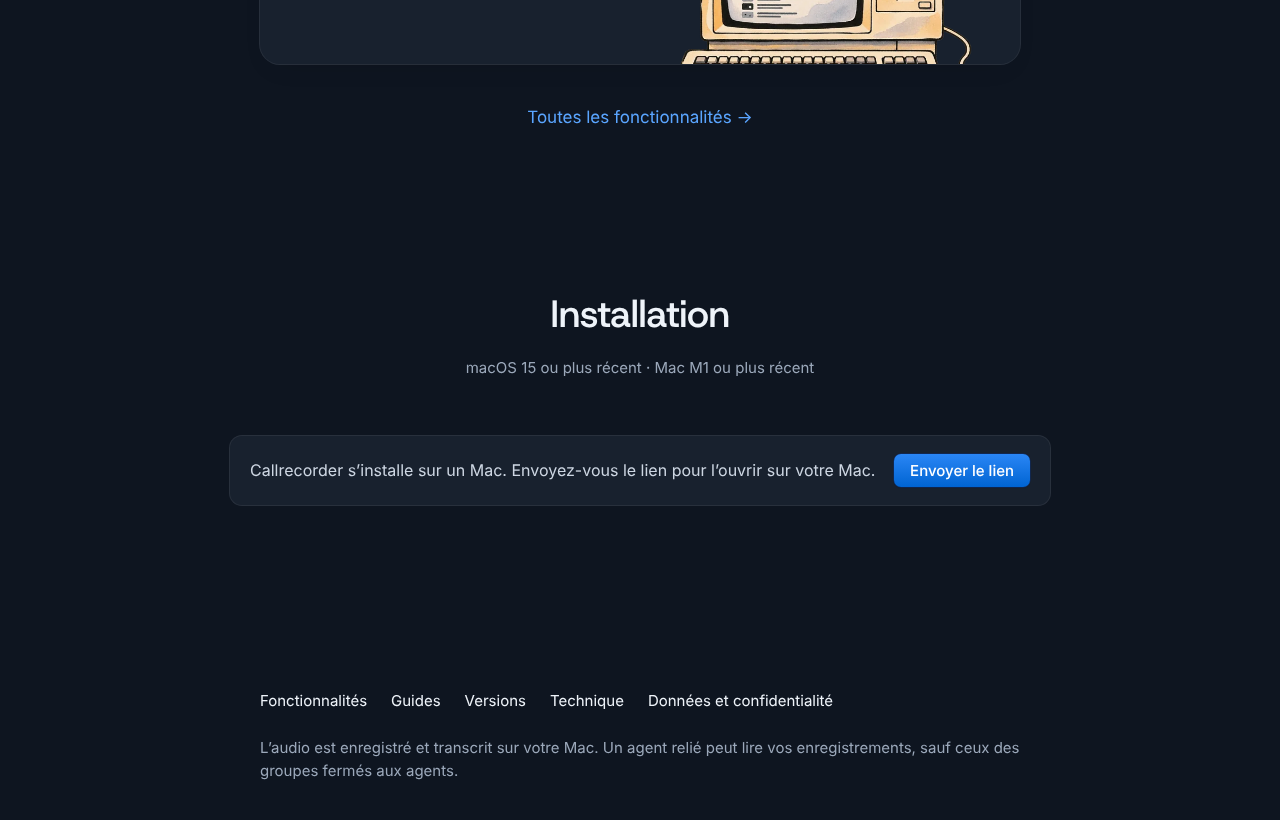 Toutes les fonctionnalités →
Installation
macOS 15 ou plus récent · Mac M1 ou plus récent
Callrecorder s’installe sur un Mac. Envoyez-vous le lien pour l’ouvrir sur votre Mac.
Envoyer le lien
Fonctionnalités Guides Versions Technique Données et confidentialité
L’audio est enregistré et transcrit sur votre Mac. Un agent relié peut lire vos enregistrements, sauf ceux des
groupes fermés aux agents.